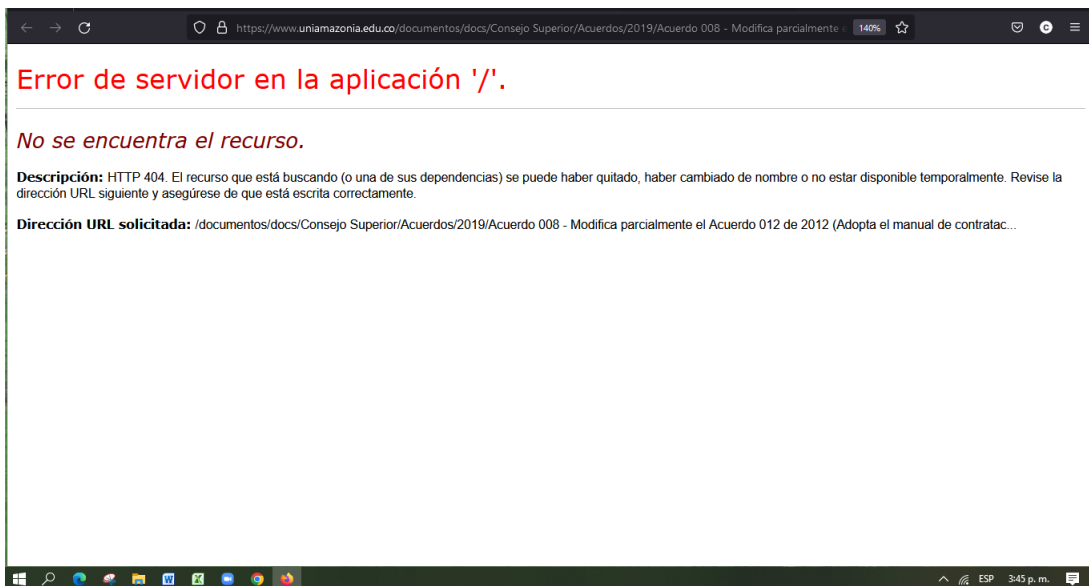 https://www.uniamazonia.edu.co/documentos/docs/Consejo Superior/Acuerdos/2019/Acuerdo 008 - Modifica parcialmente e 140%
Error de servidor en la aplicación '/'.
No se encuentra el recurso.
Descripción: HTTP 404. El recurso que está buscando (o una de sus dependencias) se puede haber quitado, haber cambiado de nombre o no estar disponible temporalmente. Revise la
dirección URL siguiente y asegúrese de que está escrita correctamente.
Dirección URL solicitada: /documentos/docs/Consejo Superior/Acuerdos/2019/Acuerdo 008 - Modifica parcialmente el Acuerdo 012 de 2012 (Adopta el manual de contratac...
ESP 3:45 p. m.